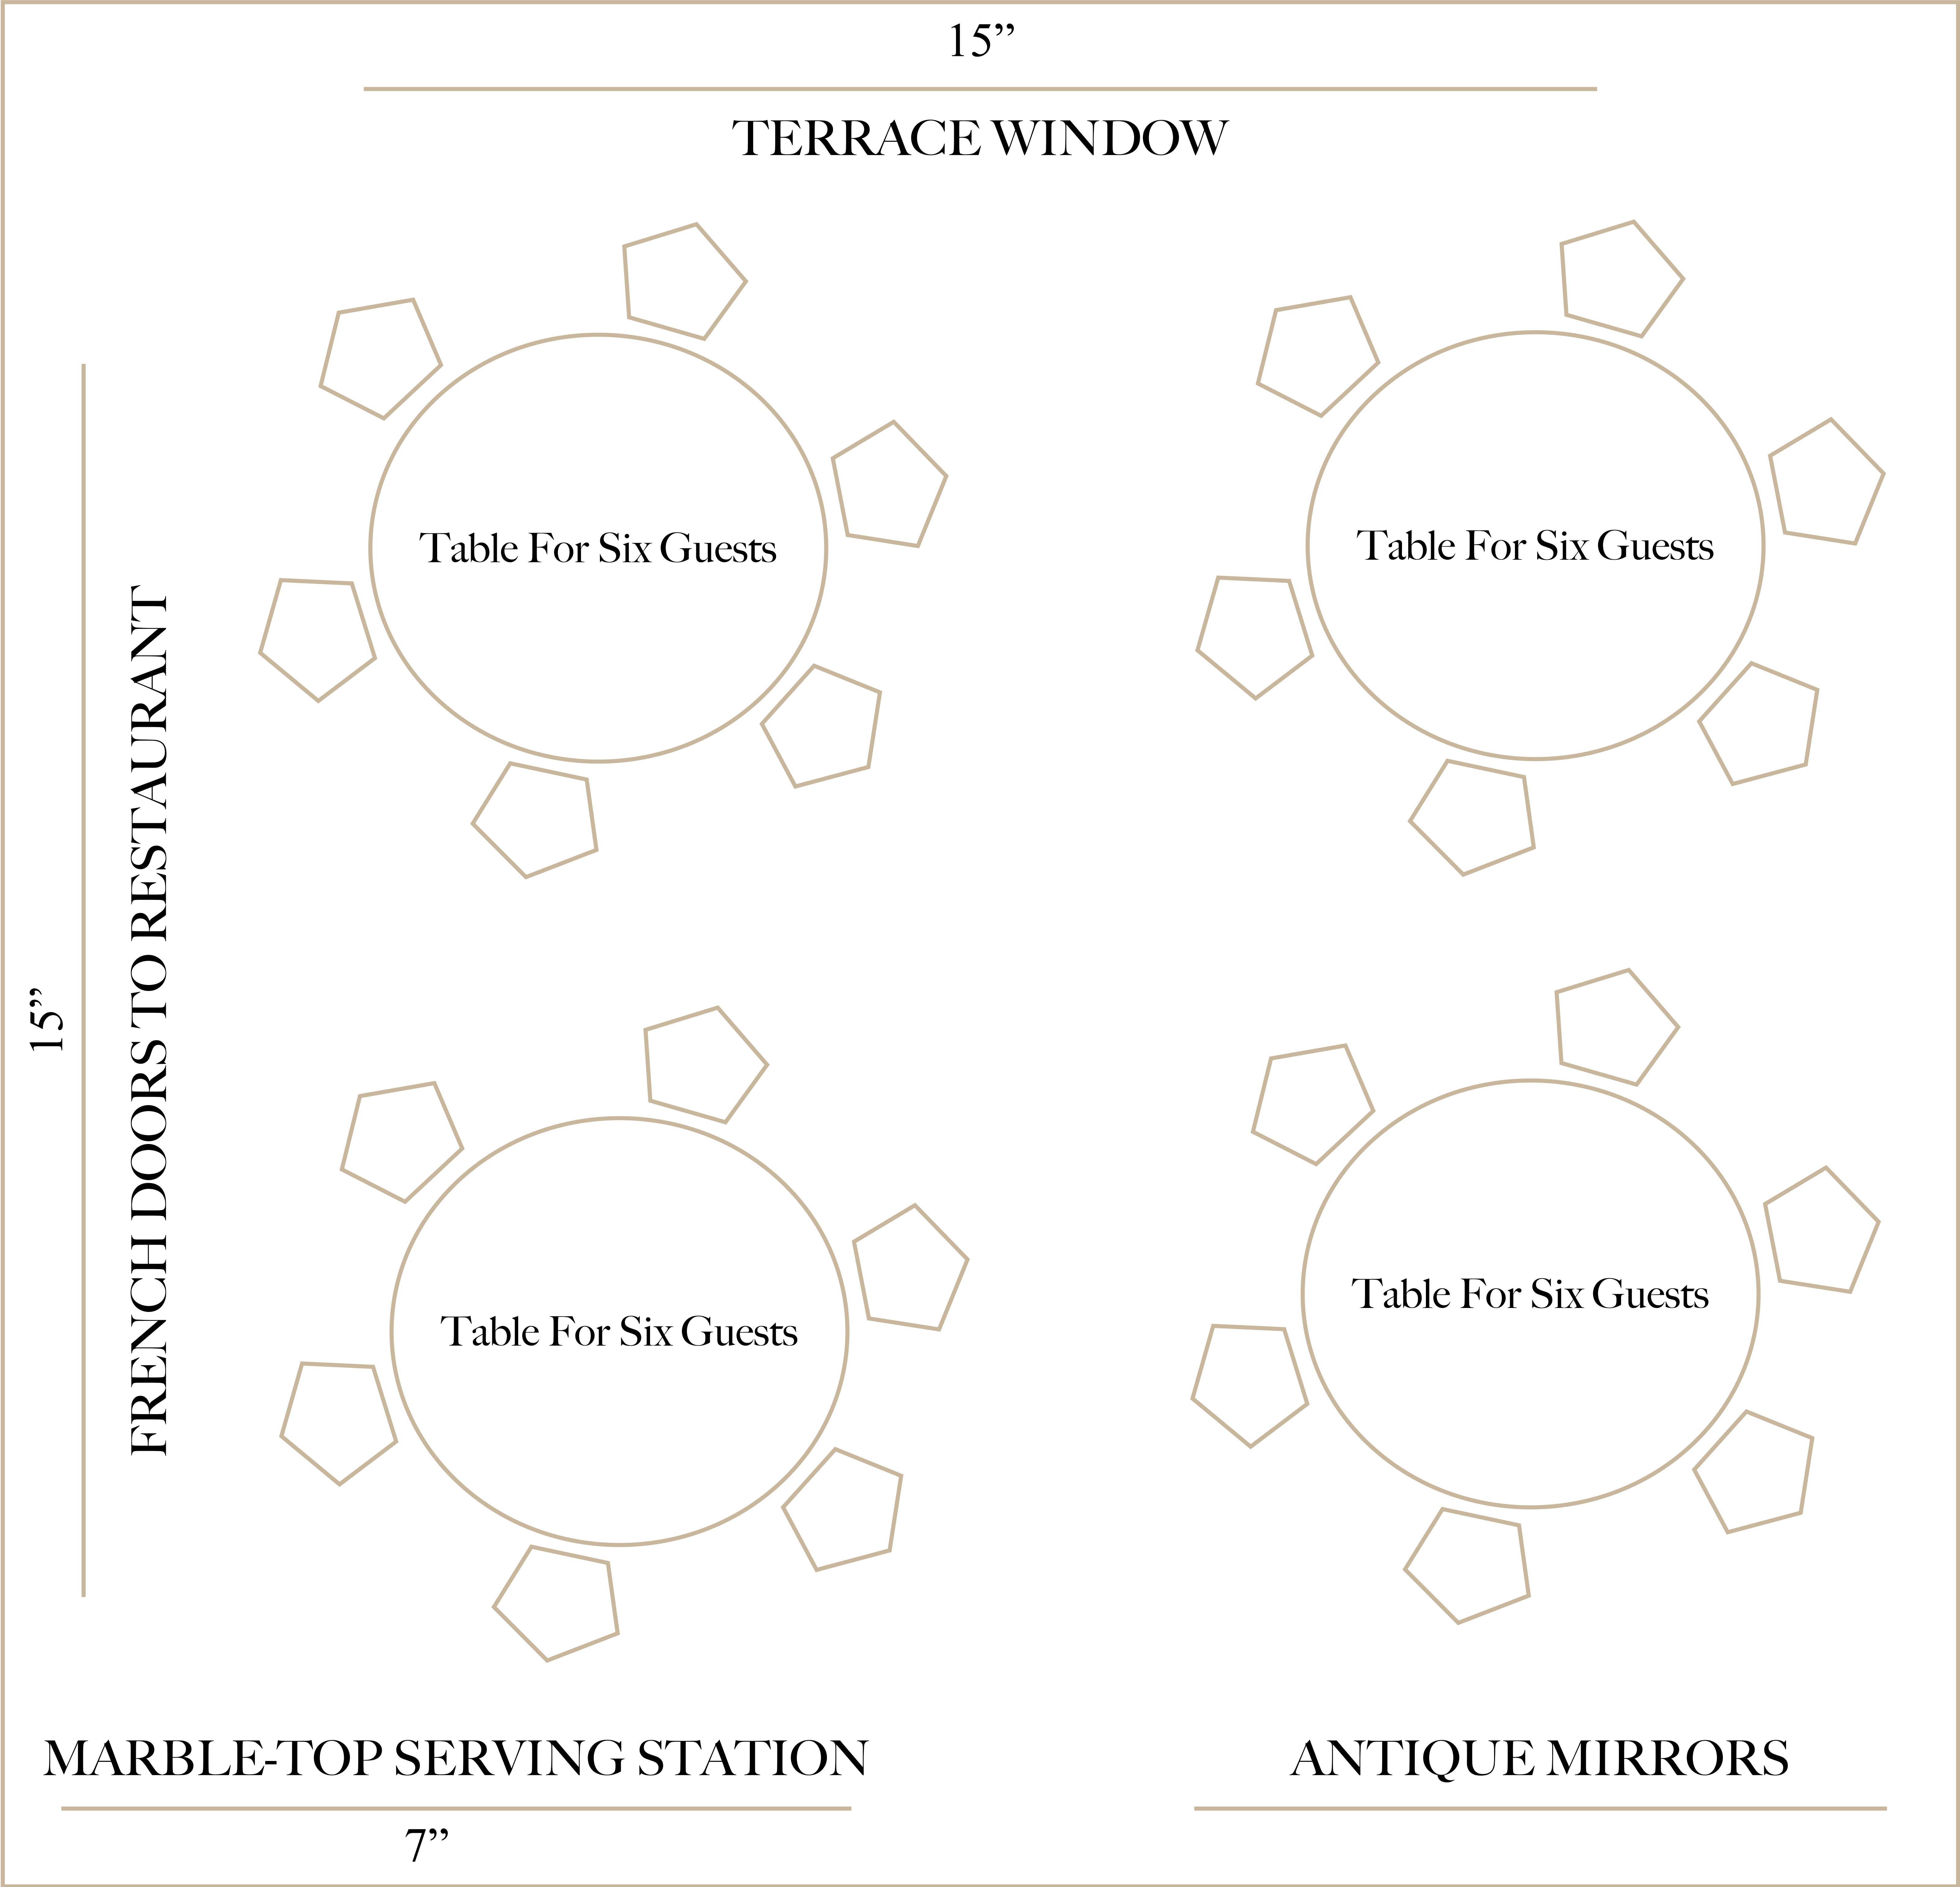 15”
TERRACE WINDOW
Table For Six Guests
Table For Six Guests
FRENCH DOORS TO RESTAURANT
15”
Table For Six Guests
Table For Six Guests
MARBLE-TOP SERVING STATION
ANTIQUE MIRRORS
7”